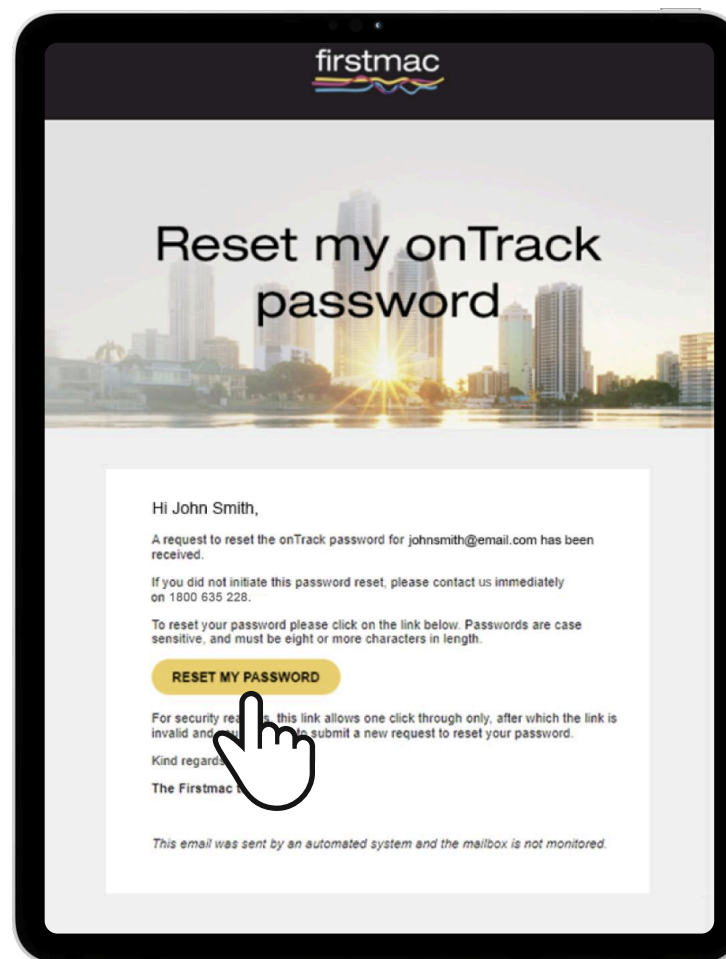 firstmac
Reset my onTrack
password
Hi John Smith,
A request to reset the onTrack password for johnsmith@email.com has been
received.
If you did not initiate this password reset, please contact us immediately
on 1800 635 228.
To reset your password please click on the link below. Passwords are case
sensitive, and must be eight or more characters in length.
RESET MY PASSWORD
For security this link allows one click through only, after which the link is
invalid and submit a new request to reset your password.
Kind regards
The Firstmac
This email was sent by an automated system and the mailbox is not monitored.